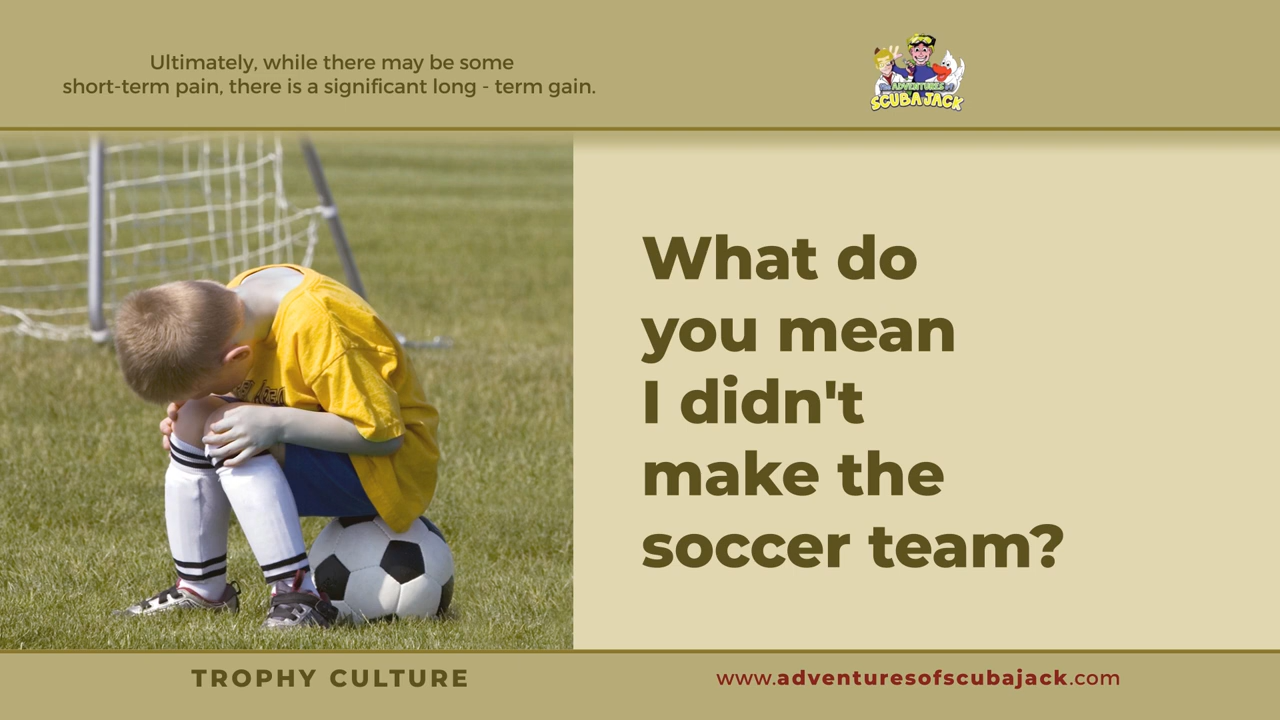 Ultimately, while there may be some
short-term pain, there is a significant long - term gain.
ADVENTURES
SCUBA JACK
What do
you mean
I didn't
make the
soccer team?
TROPHY CULTURE
www.adventuresofscubajack.com